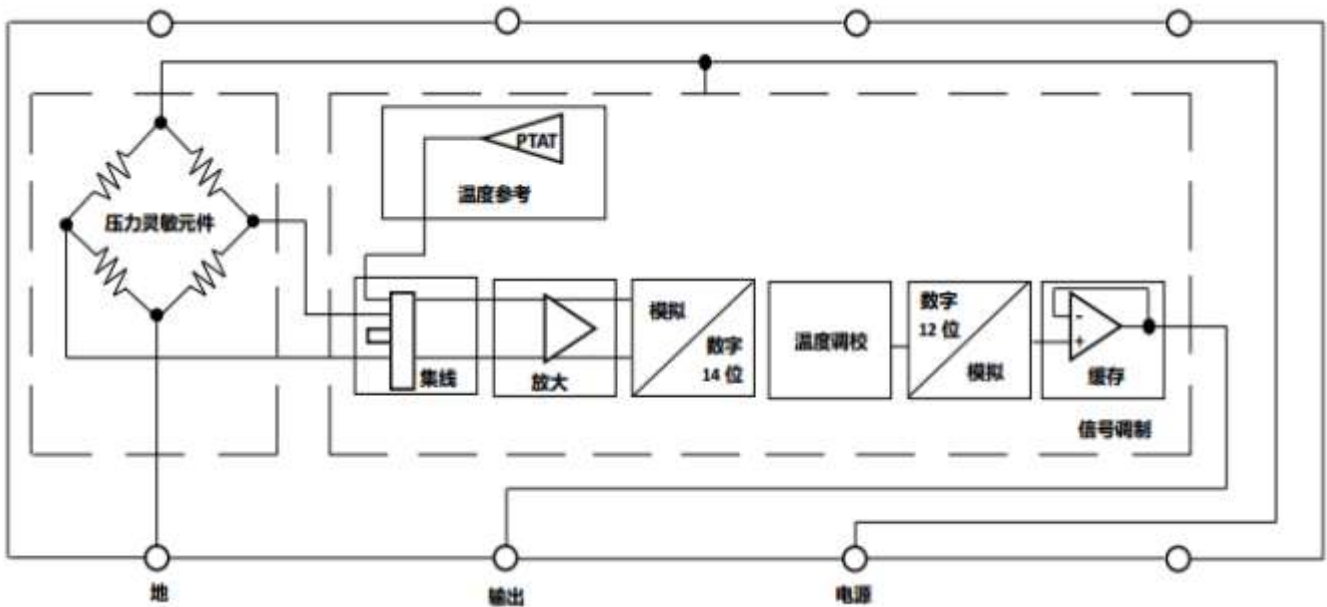 PTAT
温度参考
压力灵敏元件
模拟
数字
14 位
温度调校
数字
12 位
模拟
-
+
集线
放大
缓存
信号调制
地
输出
电源